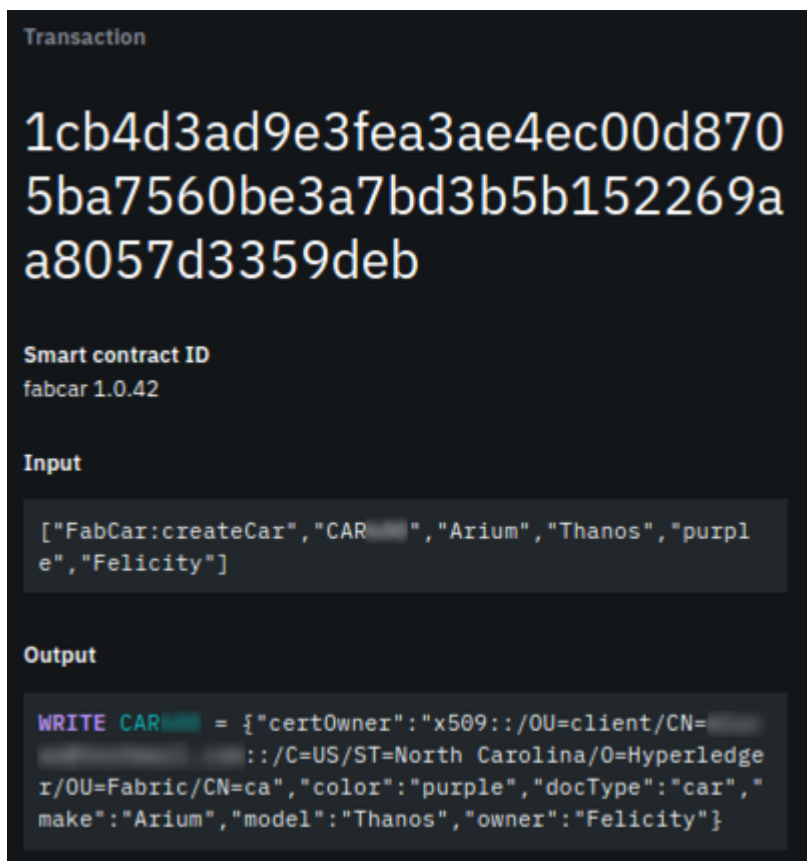 Transaction
1cb4d3ad9e3fea3ae4ec00d870
5ba7560be3a7bd3b5b152269a
a8057d3359deb
Smart contract ID
fabcar 1.0.42
Input
["FabCar:createCar","CAR","Arium","Thanos","purpl
e","Felicity"]
Output
WRITE CAR = {"certOwner":"x509::/OU=client/CN=
::/C=US/ST=North Carolina/O=Hyperledge
r/OU=Fabric/CN=ca","color":"purple","docType":"car","
make":"Arium","model":"Thanos","owner":"Felicity"}